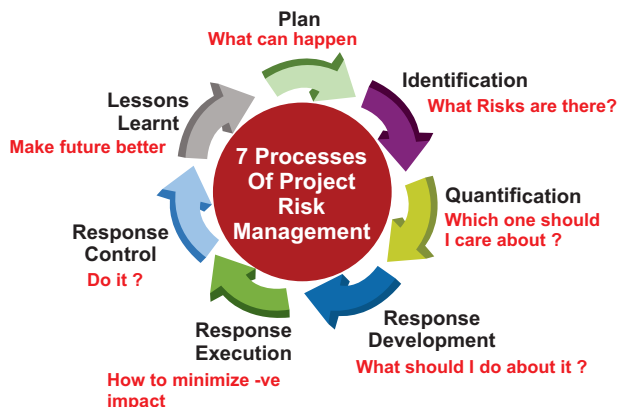 Plan
What can happen
Identification
What Risks are there?
Quantification
Which one should
I care about ?
Response
Development
What should I do about it ?
Response
Execution
How to minimize -ve
impact
Response
Control
Do it ?
Lessons
Learnt
Make future better
7 Processes
Of Project
Risk
Management